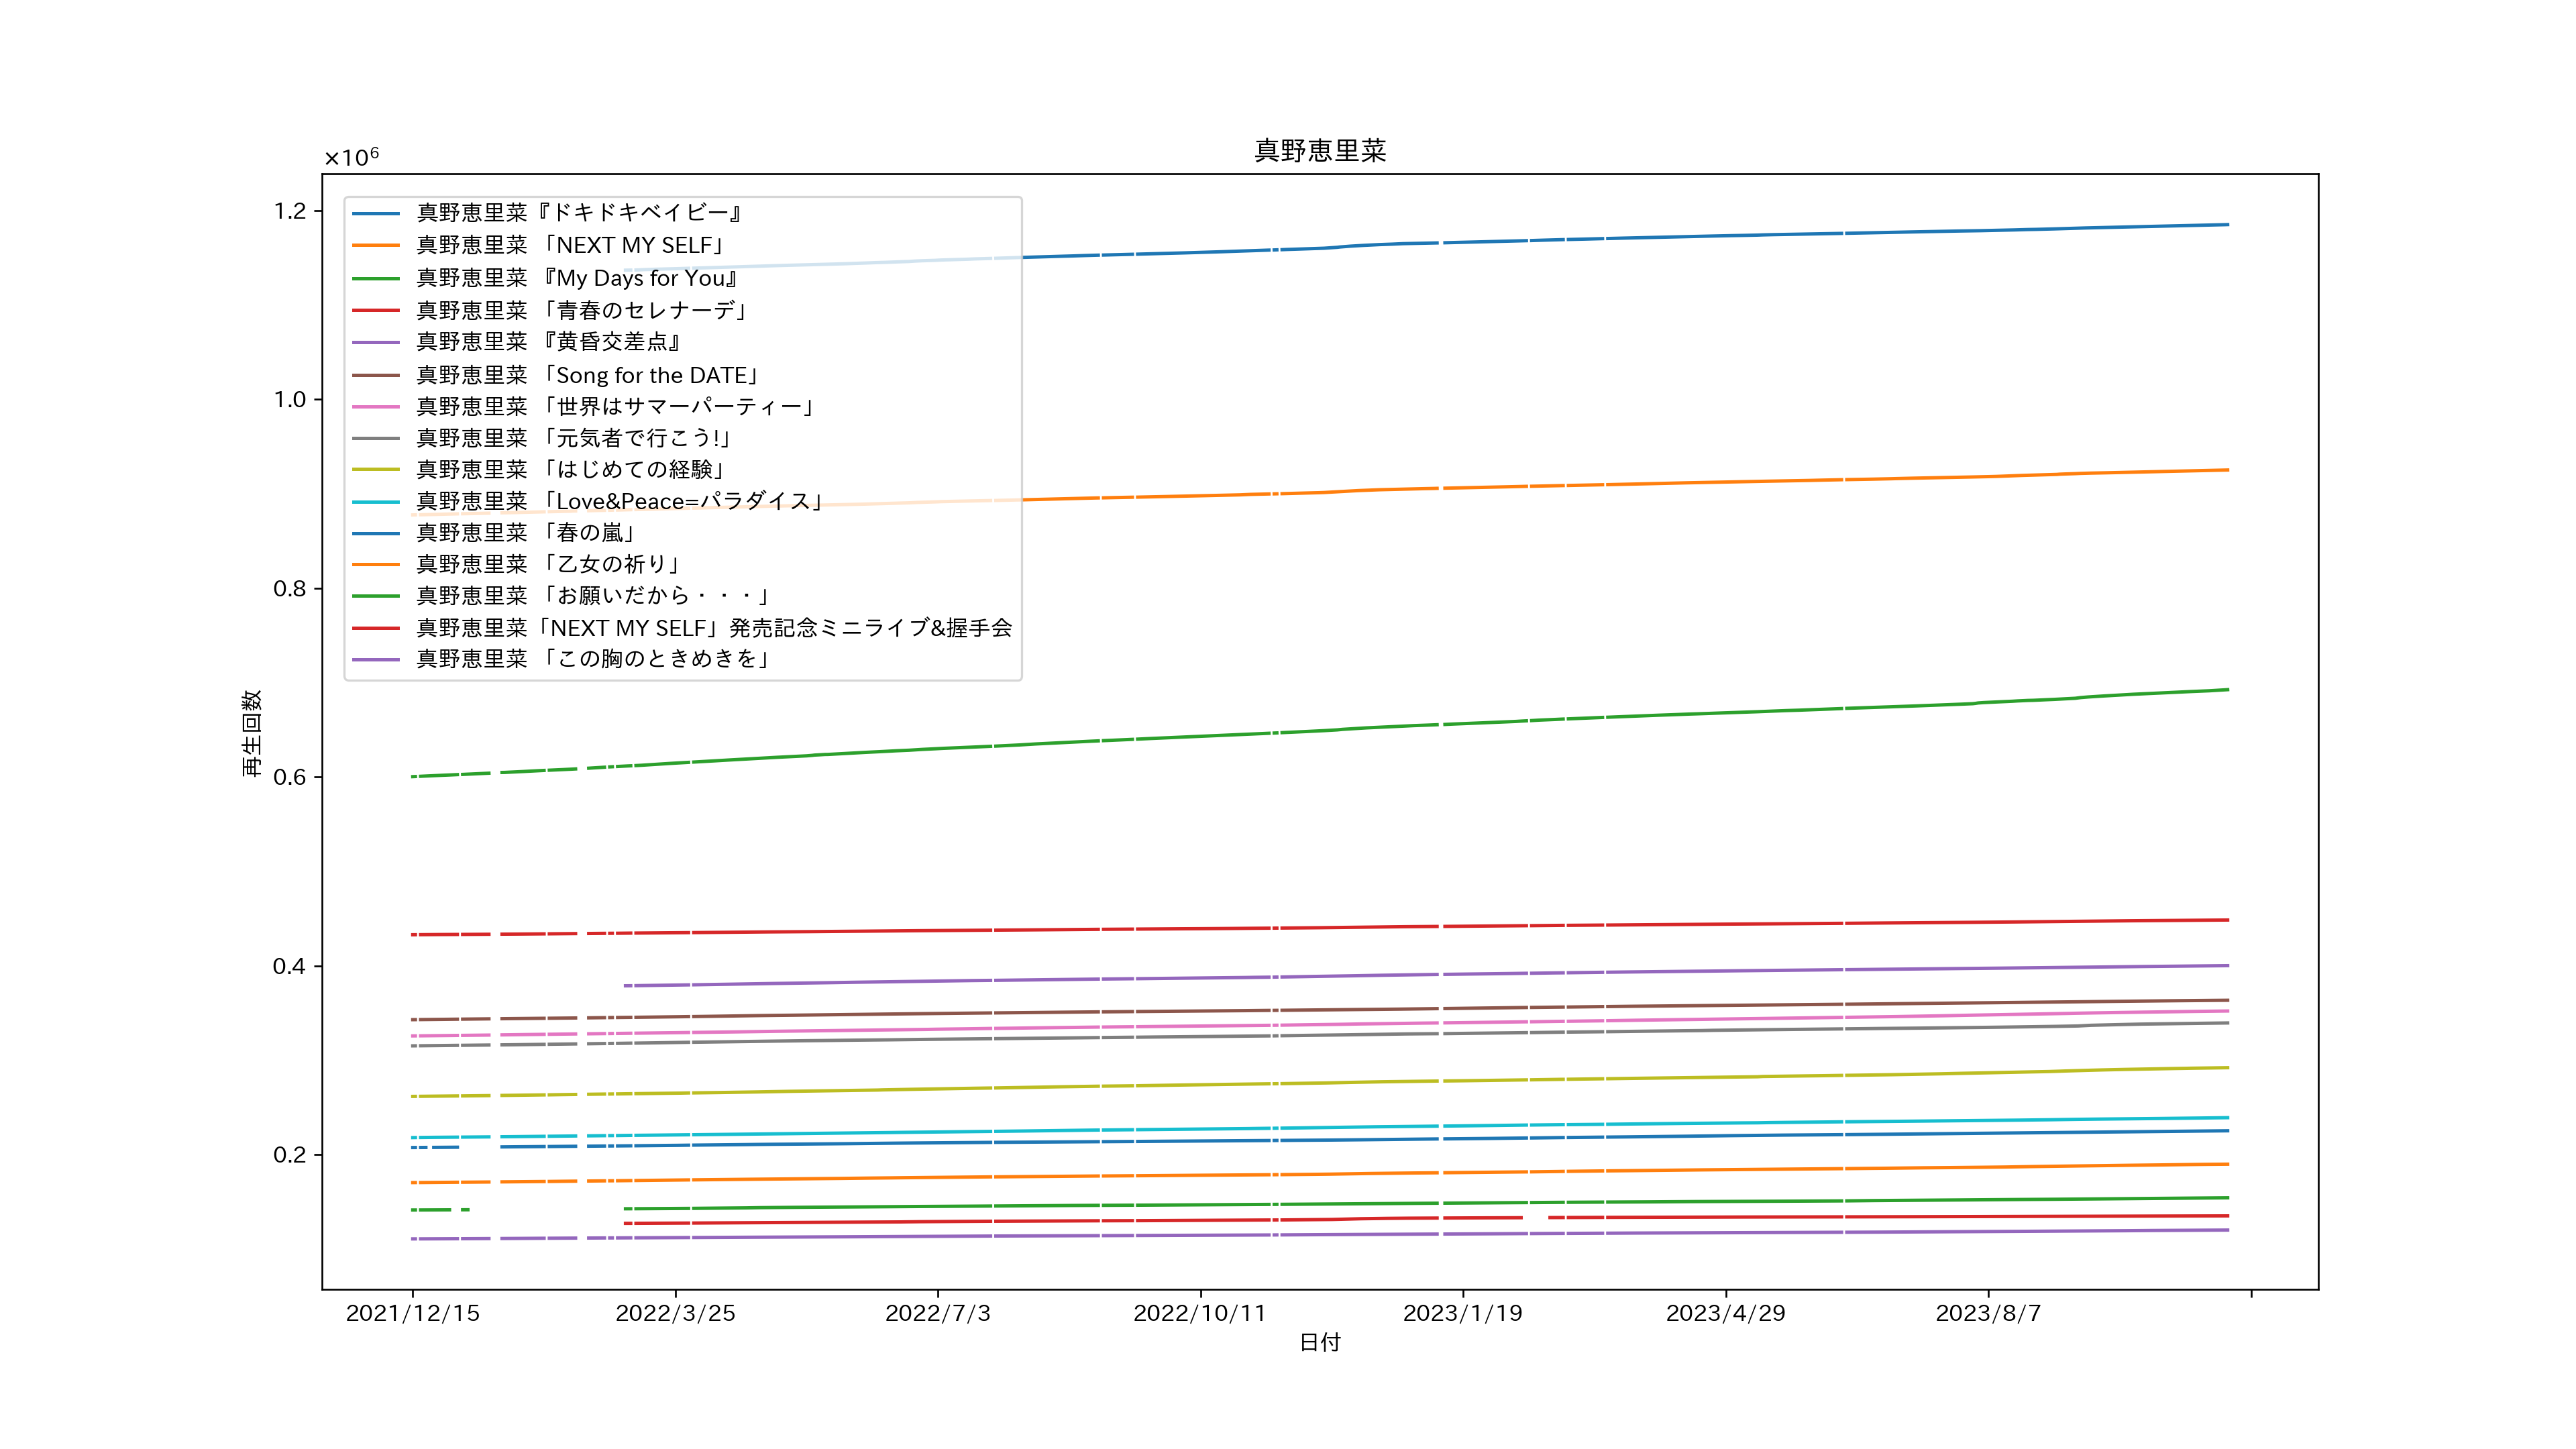 真野恵里菜
×10⁶
1.2
1.0
0.8
0.6
0.4
0.2
再生回数
真野恵里菜『ドキドキベイビー』
真野恵里菜 「NEXT MY SELF」
真野恵里菜 『My Days for You』
真野恵里菜 「青春のセレナーデ」
真野恵里菜 『黄昏交差点』
真野恵里菜 「Song for the DATE」
真野恵里菜 「世界はサマーパーティー」
真野恵里菜 「元気者で行こう!」
真野恵里菜 「はじめての経験」
真野恵里菜 「Love&Peace=パラダイス」
真野恵里菜 「春の嵐」
真野恵里菜 「乙女の祈り」
真野恵里菜 「お願いだから・・・」
真野恵里菜「NEXT MY SELF」発売記念ミニライブ&握手会
真野恵里菜 「この胸のときめきを」
2021/12/15 2022/3/25 2022/7/3 2022/10/11 2023/1/19 2023/4/29 2023/8/7
日付